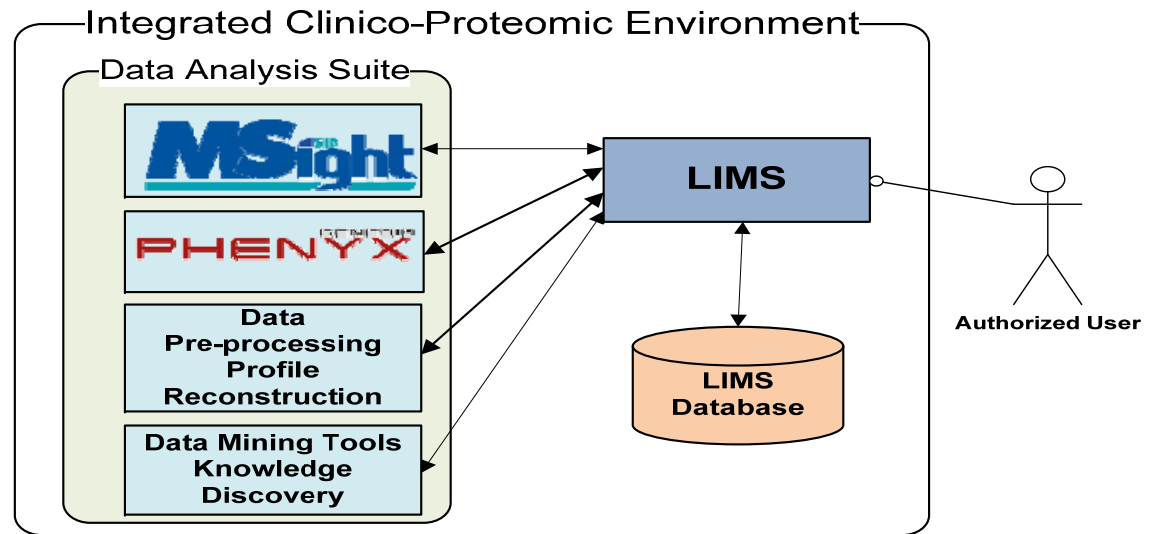 Integrated Clinico-Proteomic Environment
Data Analysis Suite
MSight
PHENYX
Data
Pre-processing
Profile
Reconstruction
Data Mining Tools
Knowledge
Discovery
LIMS
LIMS
Database
Authorized User